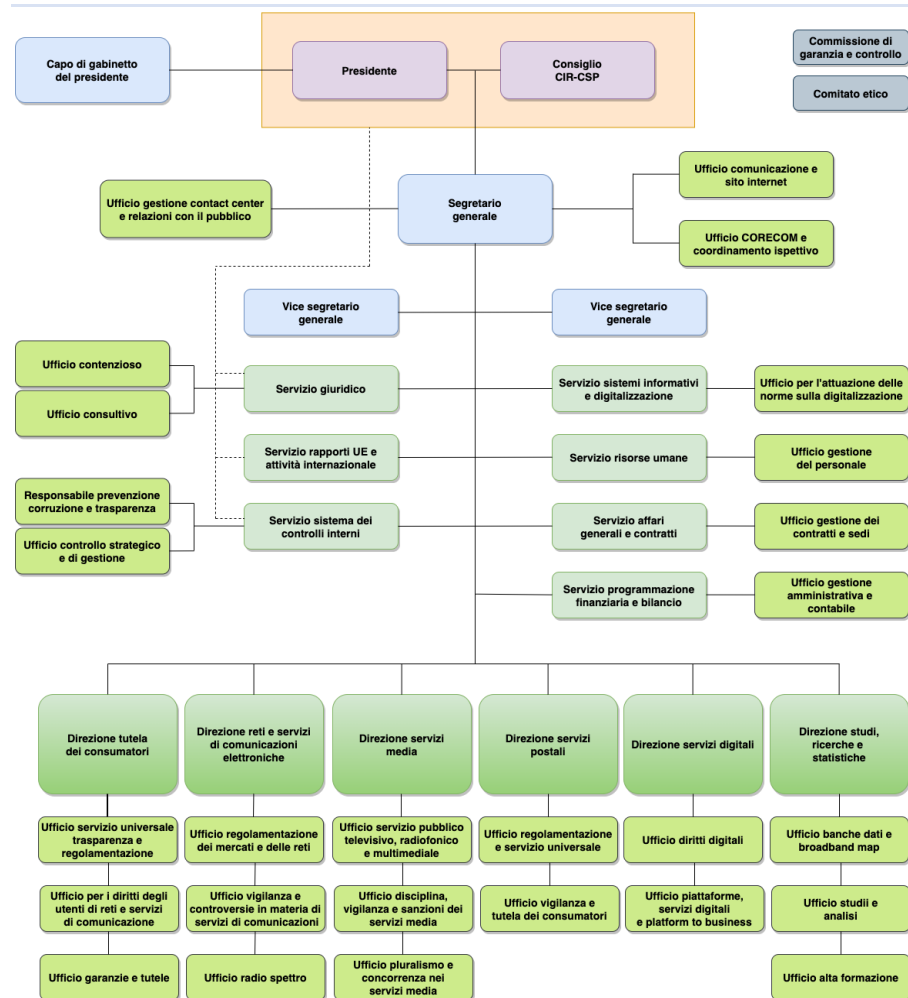 Capo di gabinetto
del presidente
Presidente
Consiglio
CIR-CSP
Commissione di
garanzia e controllo
Comitato etico
Ufficio gestione contact center
e relazioni con il pubblico
Segretario
generale
Ufficio comunicazione e
sito internet
Ufficio CORECOM e
coordinamento ispettivo
Vice segretario
generale
Vice segretario
generale
Ufficio contenzioso
Ufficio consultivo
Servizio giuridico
Servizio sistemi informativi
e digitalizzazione
Ufficio per l'attuazione delle
norme sulla digitalizzazione
Servizio rapporti UE e
attività internazionale
Servizio risorse umane
Ufficio gestione
del personale
Responsabile prevenzione
corruzione e trasparenza
Ufficio controllo strategico
e di gestione
Servizio sistema dei
controlli interni
Servizio affari
generali e contratti
Ufficio gestione dei
contratti e sedi
Servizio programmazione
finanziaria e bilancio
Ufficio gestione
amministrativa e
contabile
Direzione tutela
dei consumatori
Direzione reti e servizi
di comunicazioni
elettroniche
Direzione servizi
media
Direzione servizi
postali
Direzione servizi digitali
Direzione studi,
ricerche e
statistiche
Ufficio servizio universale
trasparenza e
regolamentazione
Ufficio regolamentazione
dei mercati e delle reti
Ufficio servizio pubblico
televisivo, radiofonico
e multimediale
Ufficio regolamentazione
e servizio universale
Ufficio diritti digitali
Ufficio banche dati e
broadband map
Ufficio per i diritti degli
utenti di reti e servizi
di comunicazione
Ufficio vigilanza e
controversie in materia di
servizi di comunicazioni
Ufficio disciplina,
vigilanza e sanzioni dei
servizi media
Ufficio vigilanza e
tutela dei consumatori
Ufficio piattaforme,
servizi digitali
e platform to business
Ufficio studii e
analisi
Ufficio garanzie e tutele
Ufficio radio spettro
Ufficio pluralismo e
concorrenza nei
servizi media
Ufficio alta formazione